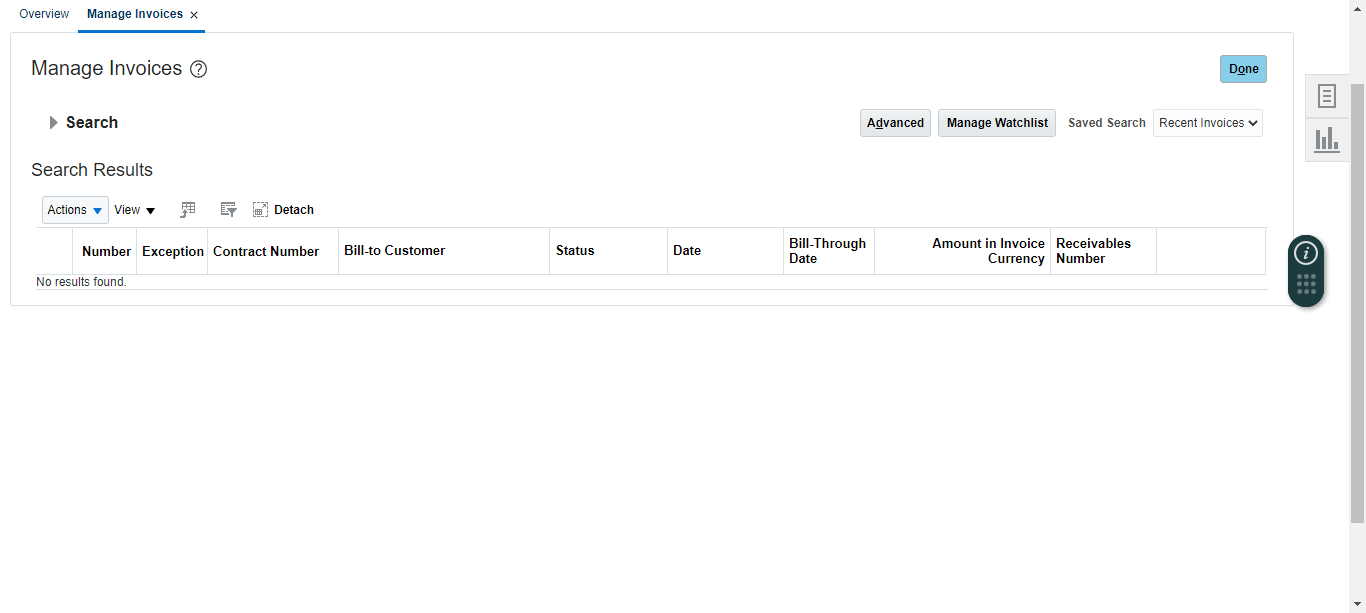 Overview Manage Invoices ×
Manage Invoices ?
Done
Search
Advanced Manage Watchlist Saved Search Recent Invoices
Search Results
Actions View Detach
Number Exception Contract Number Bill-to Customer Status Date Bill-Through Date Amount in Invoice Currency Receivables Number
No results found.
i